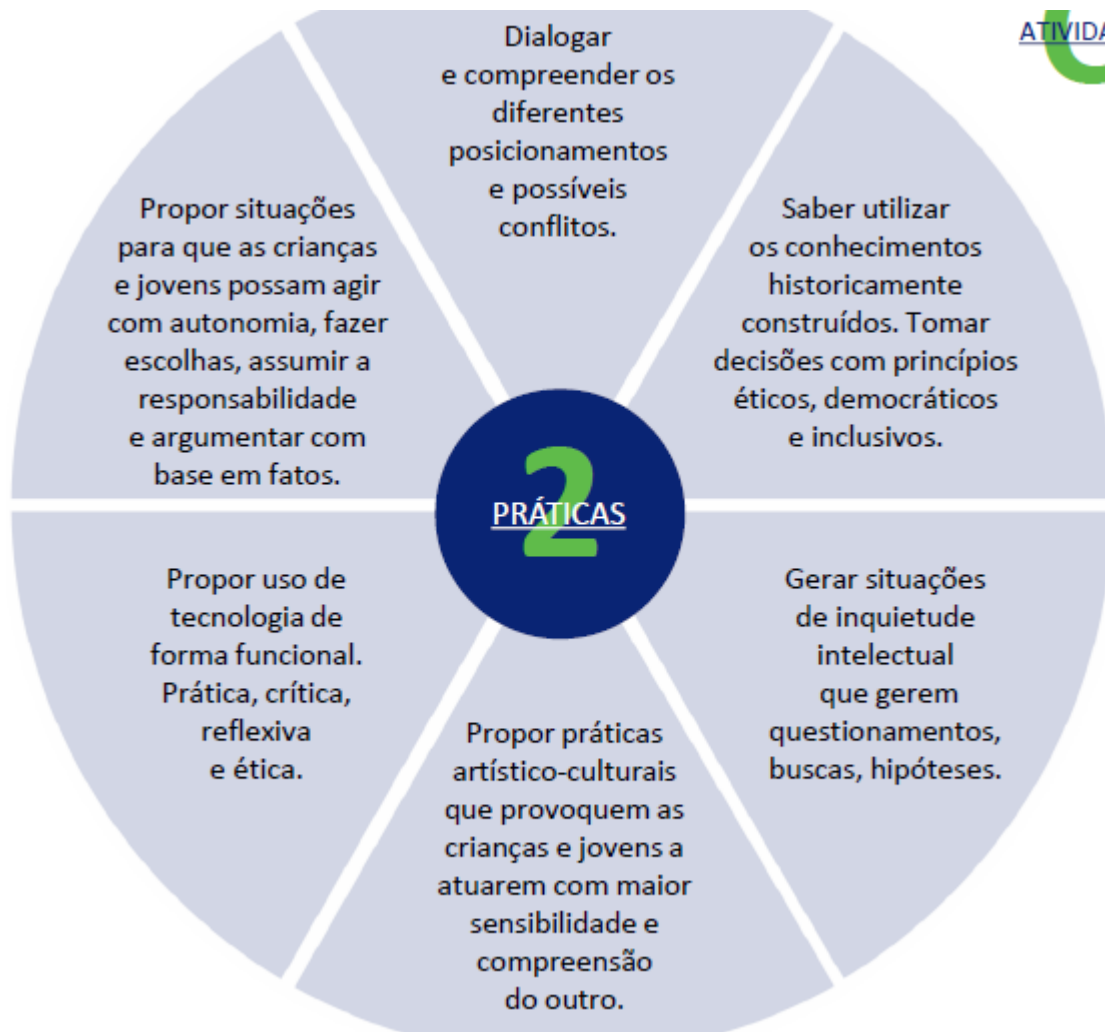 Dialogar
e compreender os
diferentes
posicionamentos
e possíveis
conflitos.
Saber utilizar
os conhecimentos
historicamente
construídos. Tomar
decisões com princípios
éticos, democráticos
e inclusivos.
Gerar situações
de inquietude
intelectual
que gerem
questionamentos,
buscas, hipóteses.
Propor práticas
artístico-culturais
que provoquem as
crianças e jovens a
atuarem com maior
sensibilidade e
compreensão
do outro.
Propor uso de
tecnologia de
forma funcional.
Prática, crítica,
reflexiva
e ética.
Propor situações
para que as crianças
e jovens possam agir
com autonomia, fazer
escolhas, assumir a
responsabilidade
e argumentar com
base em fatos.
2
PRÁTICAS